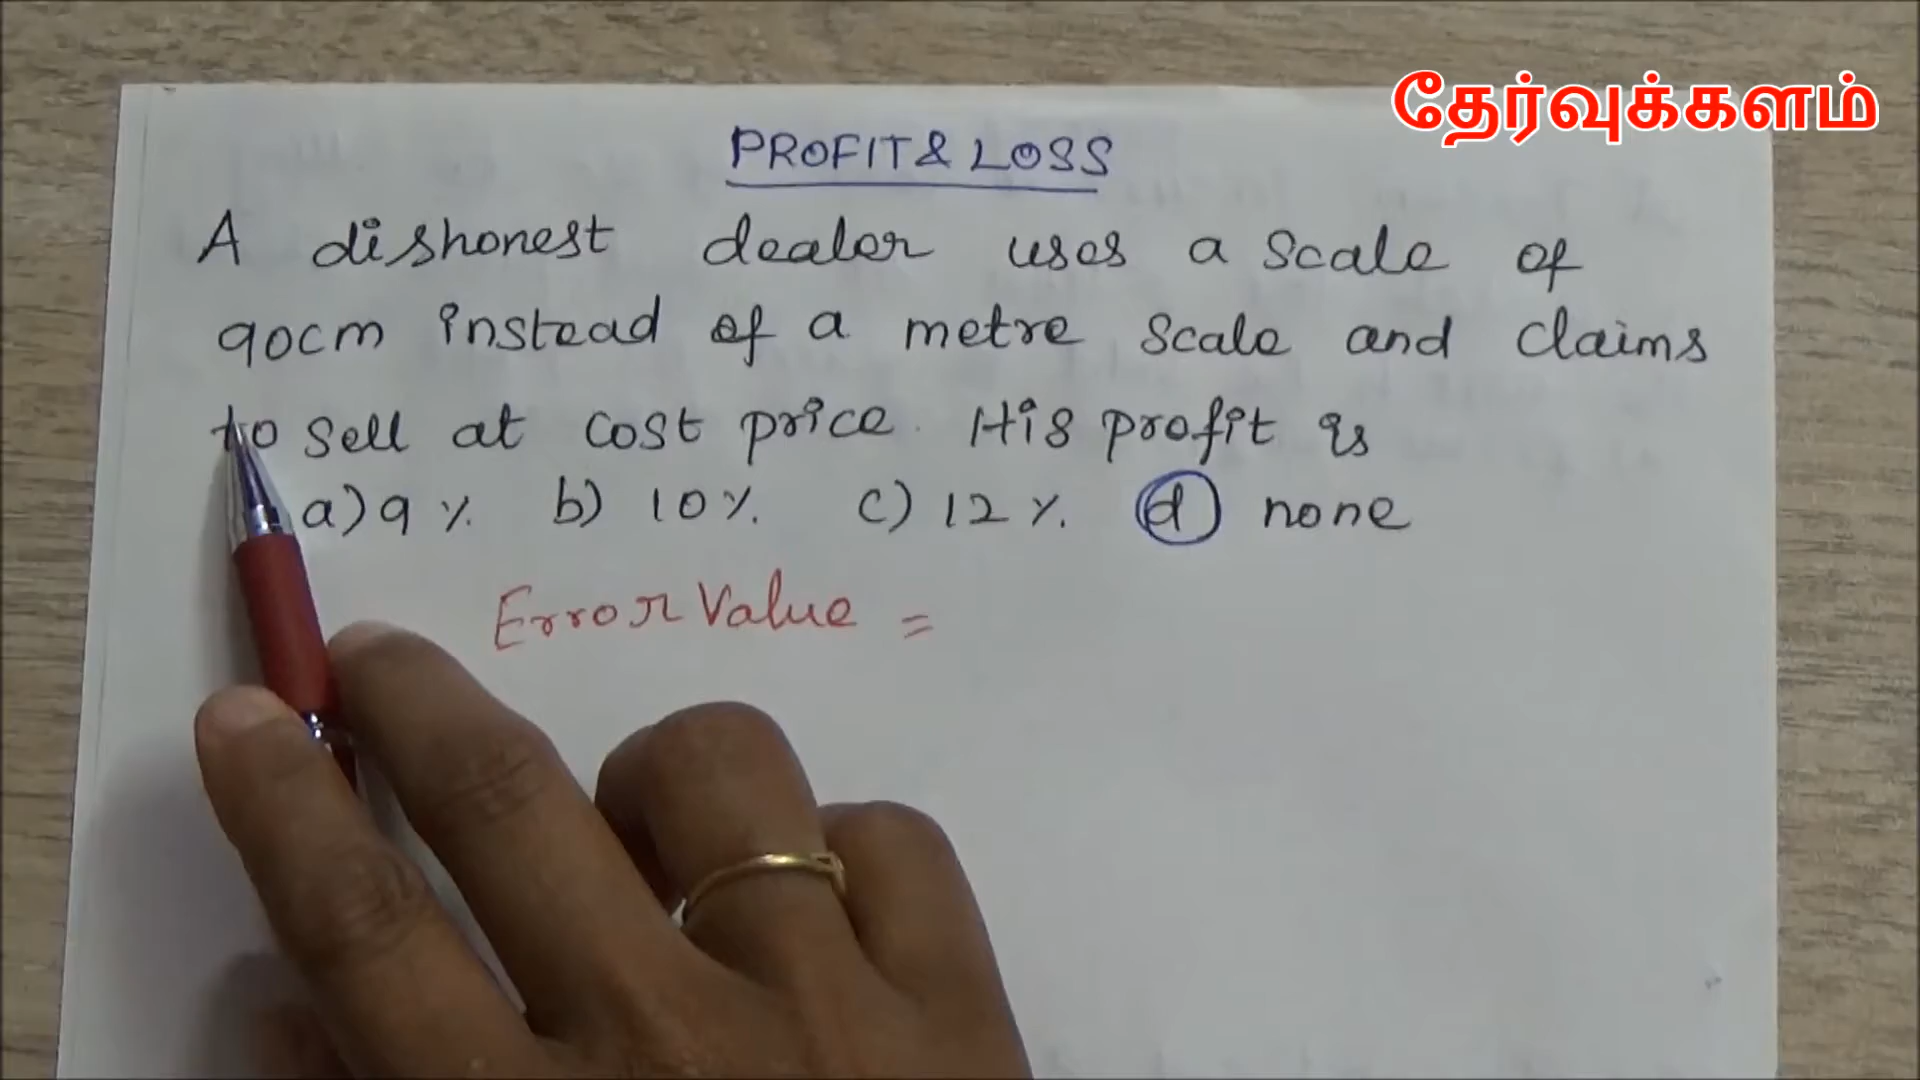 தேர்வுக்களம்
PROFIT & LOSS
A dishonest dealer uses a scale of
90cm instead of a metre scale and claims
to sell at cost price. His profit is
a) 9 %. b) 10 %. c) 12 %. d none
Error Value =